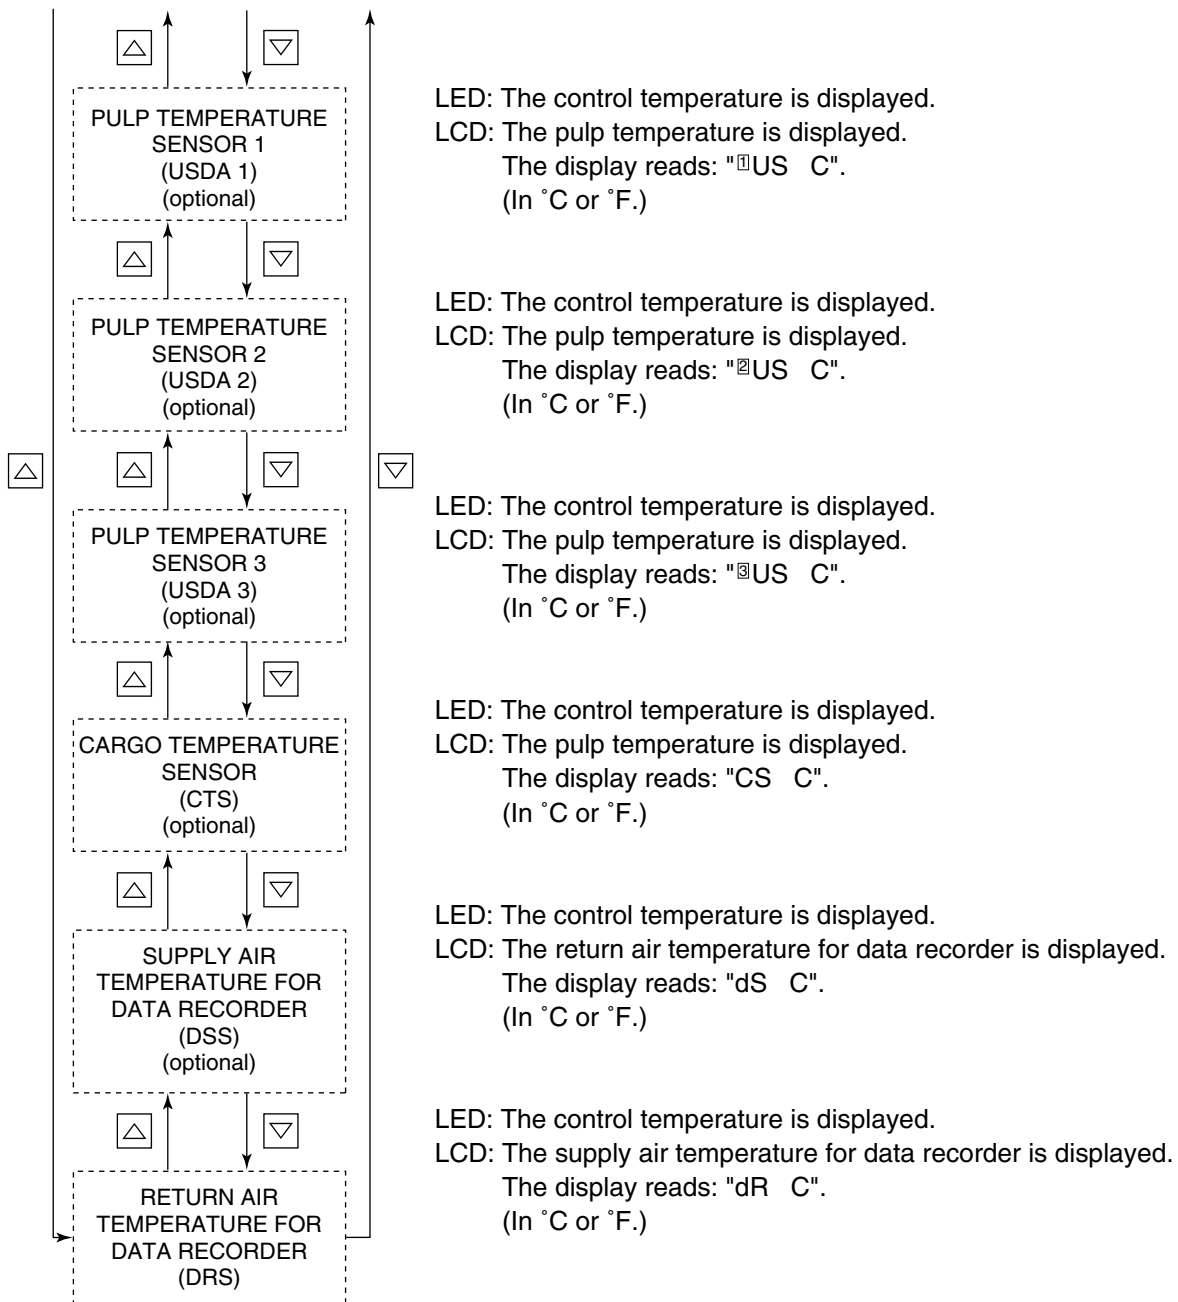 PULP TEMPERATURE
SENSOR 1
(USDA 1)
(optional)
LED: The control temperature is displayed.
LCD: The pulp temperature is displayed.
The display reads: "1US C".
(In ˚C or ˚F.)
PULP TEMPERATURE
SENSOR 2
(USDA 2)
(optional)
LED: The control temperature is displayed.
LCD: The pulp temperature is displayed.
The display reads: "2US C".
(In ˚C or ˚F.)
PULP TEMPERATURE
SENSOR 3
(USDA 3)
(optional)
LED: The control temperature is displayed.
LCD: The pulp temperature is displayed.
The display reads: "3US C".
(In ˚C or ˚F.)
CARGO TEMPERATURE
SENSOR
(CTS)
(optional)
LED: The control temperature is displayed.
LCD: The pulp temperature is displayed.
The display reads: "CS C".
(In ˚C or ˚F.)
SUPPLY AIR
TEMPERATURE FOR
DATA RECORDER
(DSS)
(optional)
LED: The control temperature is displayed.
LCD: The return air temperature for data recorder is displayed.
The display reads: "dS C".
(In ˚C or ˚F.)
RETURN AIR
TEMPERATURE FOR
DATA RECORDER
(DRS)
LED: The control temperature is displayed.
LCD: The supply air temperature for data recorder is displayed.
The display reads: "dR C".
(In ˚C or ˚F.)